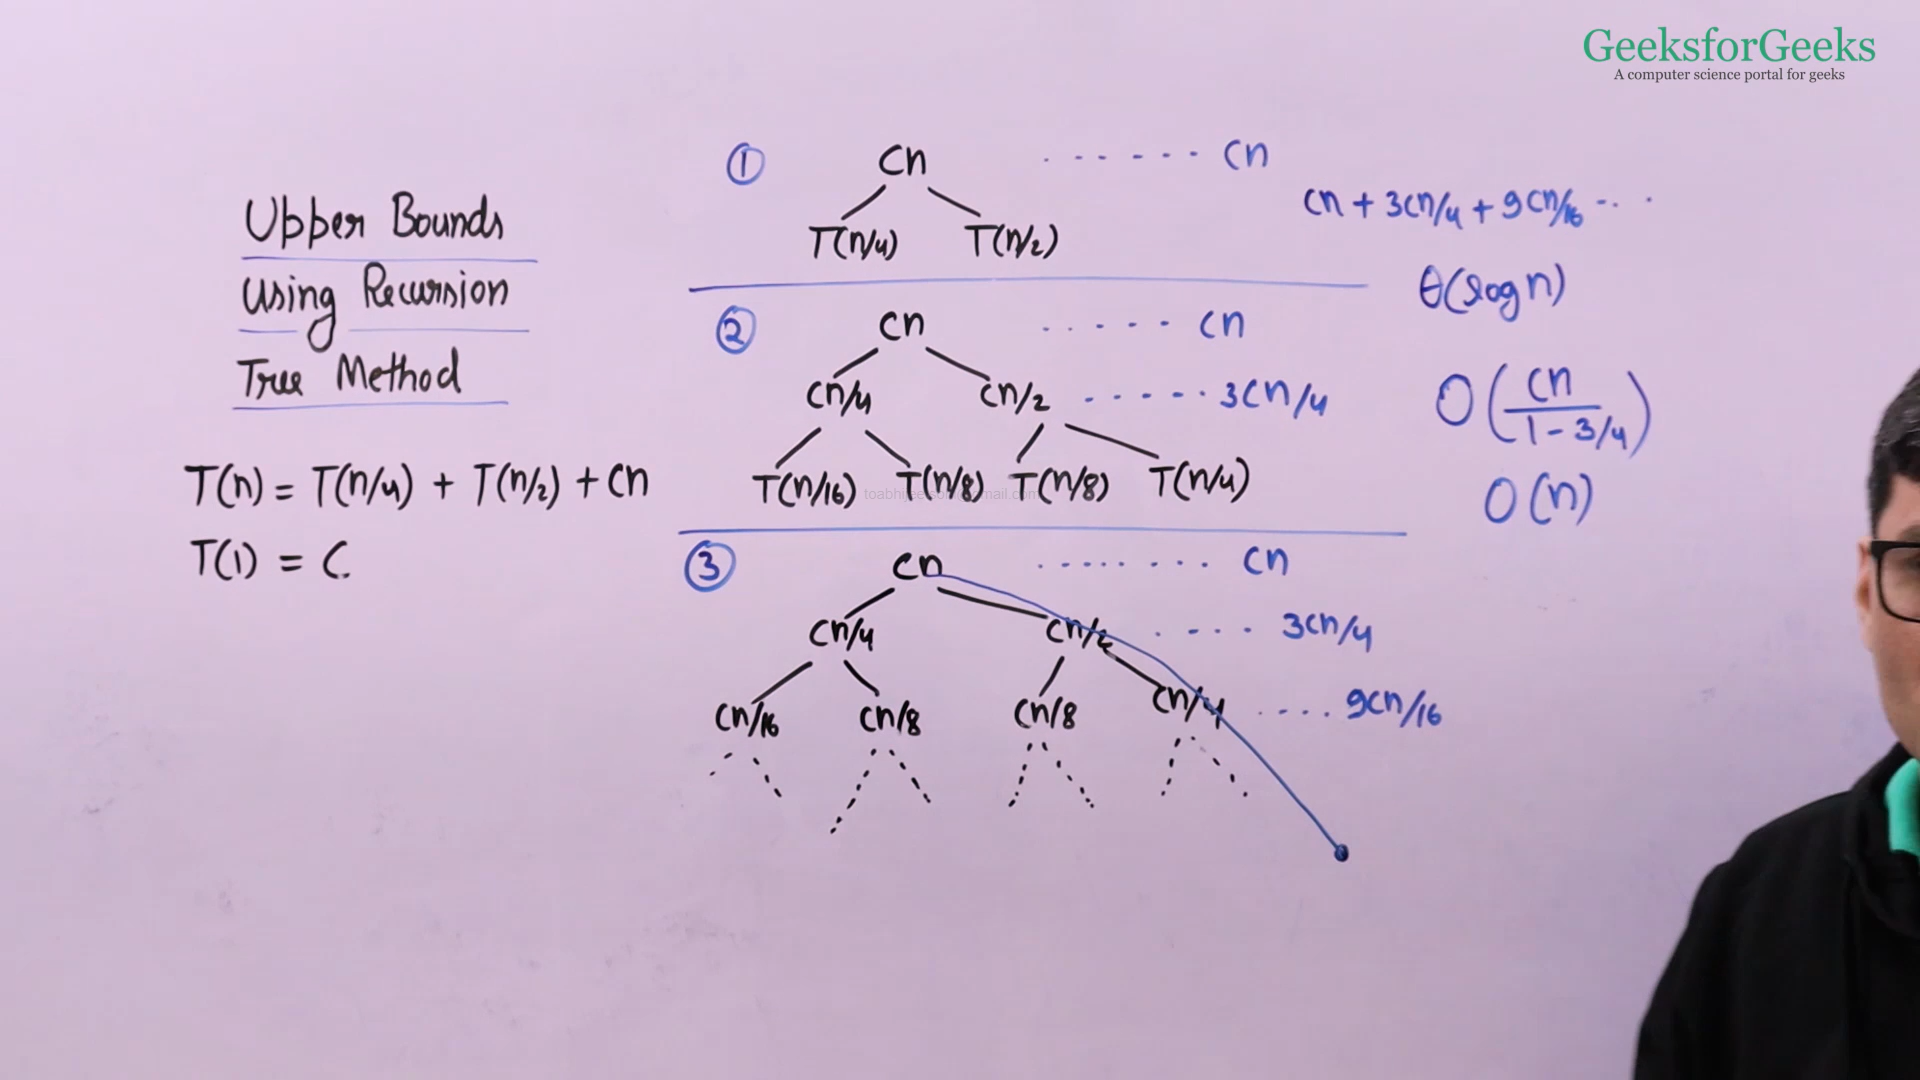 GeeksforGeeks
A computer science portal for geeks
Upper Bounds
Using Recursion
Tree Method
T(n) = T(n/4) + T(n/2) + Cn
T(1) = C
① Cn ...... Cn
T(n/4) T(n/2)
② Cn ..... Cn
Cn/4 Cn/2 ..... 3Cn/4
T(n/16) T(n/8) T(n/8) T(n/4)
③ Cn ........ Cn
Cn/4 Cn/2 .... 3Cn/4
Cn/16 Cn/8 Cn/8 Cn/4 .... 9Cn/16
Cn + 3Cn/4 + 9Cn/16 ....
θ(log n)
O(Cn/1-3/4)
O(n)